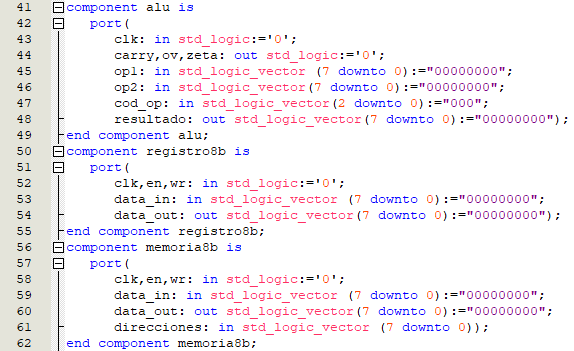 41 component alu is
42 port(
43 clk: in std_logic:='0';
44 carry,ov,zeta: out std_logic:='0';
45 op1: in std_logic_vector (7 downto 0):="00000000";
46 op2: in std_logic_vector(7 downto 0):="00000000";
47 cod_op: in std_logic_vector(2 downto 0):="000";
48 resultado: out std_logic_vector(7 downto 0):="00000000");
49 end component alu;
50 component registro8b is
51 port(
52 clk,en,wr: in std_logic:='0';
53 data_in: in std_logic_vector (7 downto 0):="00000000";
54 data_out: out std_logic_vector(7 downto 0):="00000000");
55 end component registro8b;
56 component memoria8b is
57 port(
58 clk,en,wr: in std_logic:='0';
59 data_in: in std_logic_vector (7 downto 0):="00000000";
60 data_out: out std_logic_vector(7 downto 0):="00000000";
61 direcciones: in std_logic_vector (7 downto 0));
62 end component memoria8b;